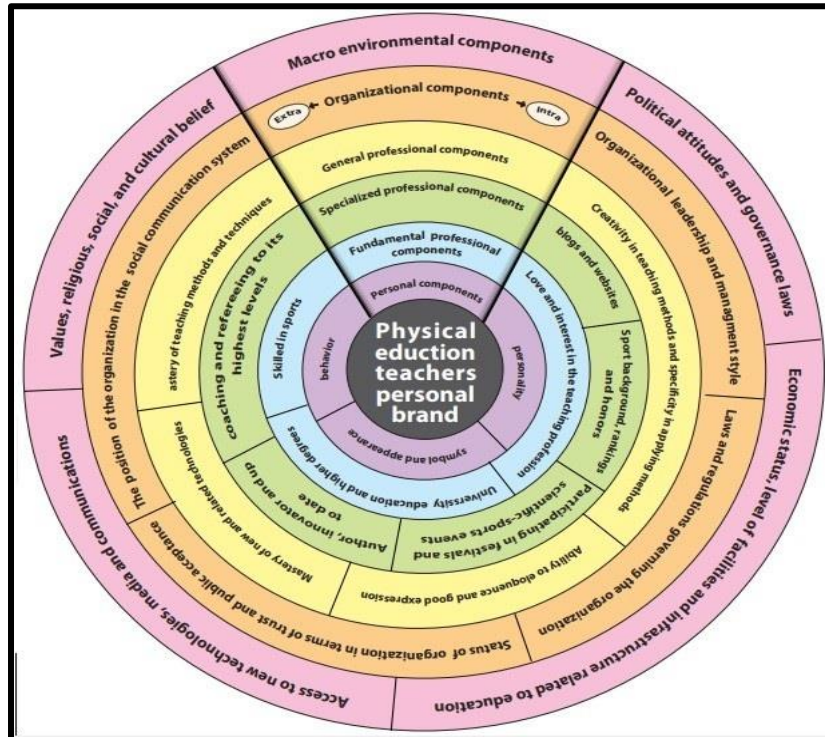 Macro environmental components
Organizational components
Extra
Intra
General professional components
Specialized professional components
Fundamental professional
components
Personal components
Physical
eduction
teachers
personal
brand
Political attitudes and governance laws
Economic status, level of facilities and infrastructure related to education
Access to new technologies, media and communications
Values, religious, social, and cultural belief
Organizational leadership and managment style
Laws and regulations governing the organization
Status of organization in terms of trust and public acceptance
The position of the organization in the social communication system
Creativity in teaching methods and specificity in applying methods
Ability to eloquence and good expression
Mastery of new and related technologies
astery of teaching methods and techniques
blogs and websites
Sport background, rankings
and honors
Participating in festivals and
scientific-sports events
Author, innovator and up
to date
coaching and refereeing to its
highest levels
Love and interest in the teaching profession
University education and higher degrees
Skilled in sports
personality
symbol and appearance
behavior